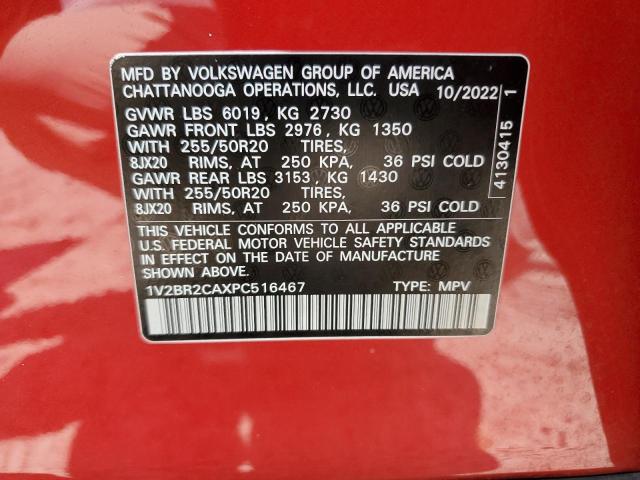 MFD BY VOLKSWAGEN GROUP OF AMERICA
CHATTANOOGA OPERATIONS, LLC. USA 10/2022
GVWR LBS 6019, KG 2730
GAWR FRONT LBS 2976, KG 1350
WITH 255/50R20 TIRES,
8JX20 RIMS, AT 250 KPA, 36 PSI COLD
GAWR REAR LBS 3153, KG 1430
WITH 255/50R20 TIRES,
8JX20 RIMS, AT 250 KPA, 36 PSI COLD
THIS VEHICLE CONFORMS TO ALL APPLICABLE
U.S. FEDERAL MOTOR VEHICLE SAFETY STANDARDS
IN EFFECT ON THE DATE OF MANUFACTURE
SHOWN ABOVE
1V2BR2CAXPC516467 TYPE: MPV
4130415 1